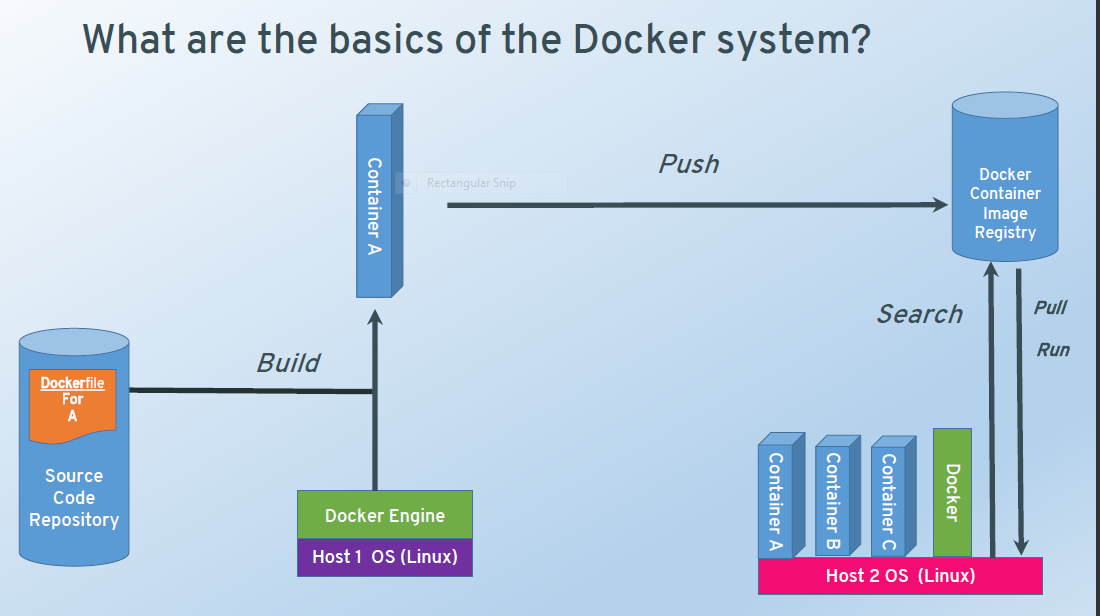 What are the basics of the Docker system?
Container A
Rectangular Snip
Push
Docker
Container
Image
Registry
Search
Pull
Run
Build
Dockerfile
For
A
Source
Code
Repository
Docker Engine
Host 1 OS (Linux)
Container A
Container B
Container C
Docker
Host 2 OS (Linux)